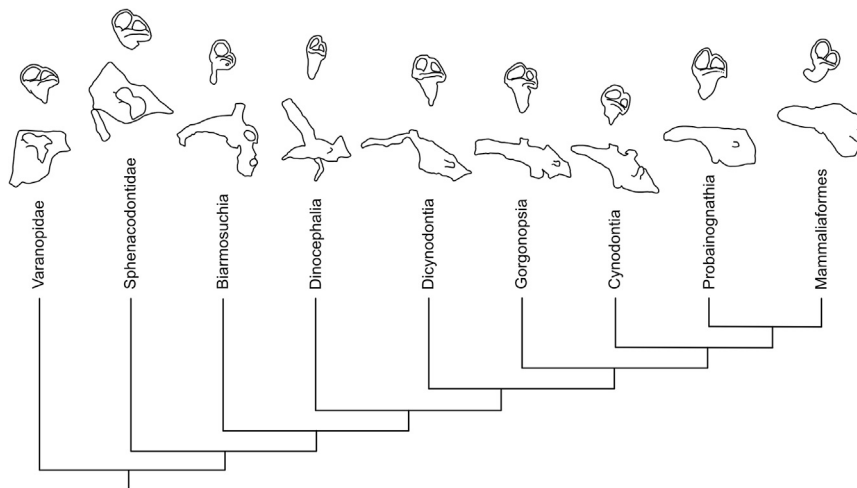 Varanopidae
Sphenacodontidae
Biarmosuchia
Dinocephalia
Dicynodontia
Gorgonopsia
Cynodontia
Probainognathia
Mammaliaformes